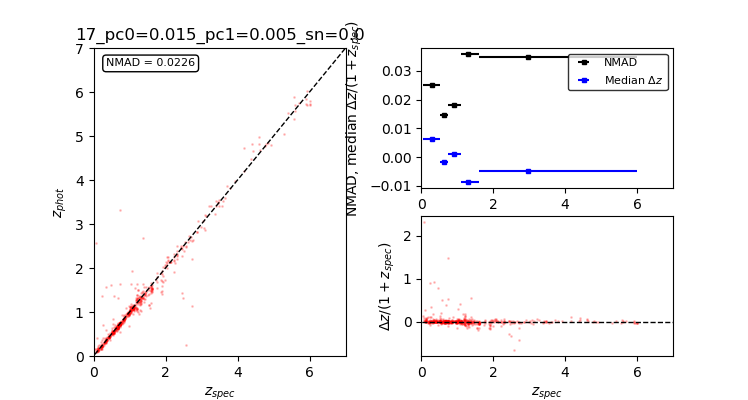 17_pc0=0.015_pc1=0.005_sn=0.0
NMAD = 0.0226
7
6
5
4
3
2
1
0
z_phot
0 2 4 6
z_spec
NMAD, median Δz/(1 + z_spec)
0.03
0.02
0.01
0.00
−0.01
NMAD
Median Δz
0 2 4 6
Δz/(1 + z_spec)
2
1
0
0 2 4 6
z_spec